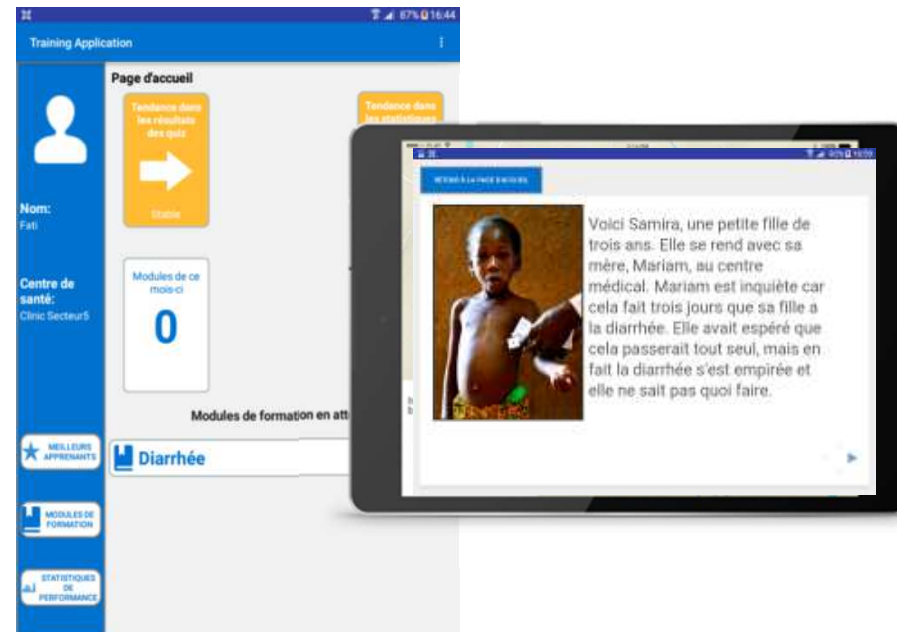 87% 16:44
Training Application
Page d'accueil
Tendance dans
les résultats
des quiz
Stable
Tendance dans
les statistiques
Nom:
Fati
Centre de
santé:
Clinic Secteur5
Modules de ce
mois-ci
0
Modules de formation en att
Diarrhée
MEILLEURS
APPRENANTS
MODULES DE
FORMATION
STATISTIQUES
DE
PERFORMANCE
RETOUR À LA PAGE D'ACCUEIL
Voici Samira, une petite fille de
trois ans. Elle se rend avec sa
mère, Mariam, au centre
médical. Mariam est inquiète car
cela fait trois jours que sa fille a
la diarrhée. Elle avait espéré que
cela passerait tout seul, mais en
fait la diarrhée s'est empirée et
elle ne sait pas quoi faire.